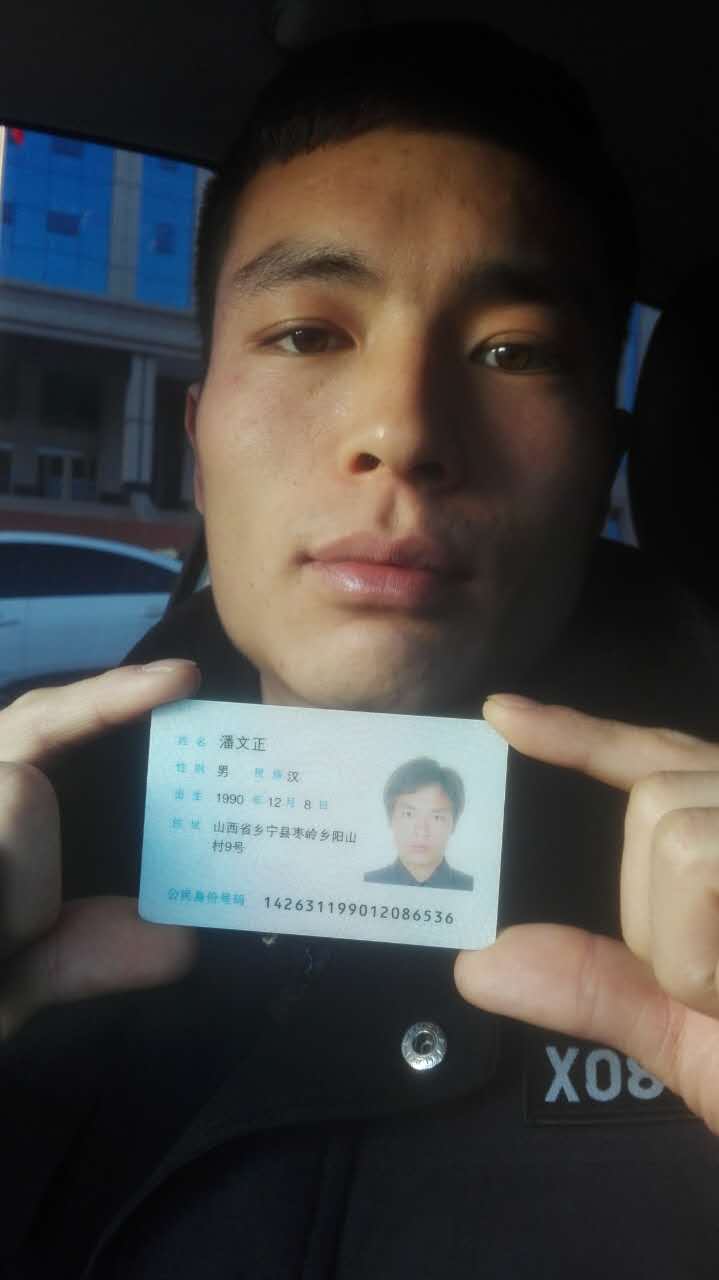 姓名 潘文正
性别 男 民族 汉
出生 1990 年 12 月 8 日
住址 山西省乡宁县枣岭乡阳山
村9号
公民身份号码 142631199012086536
X08